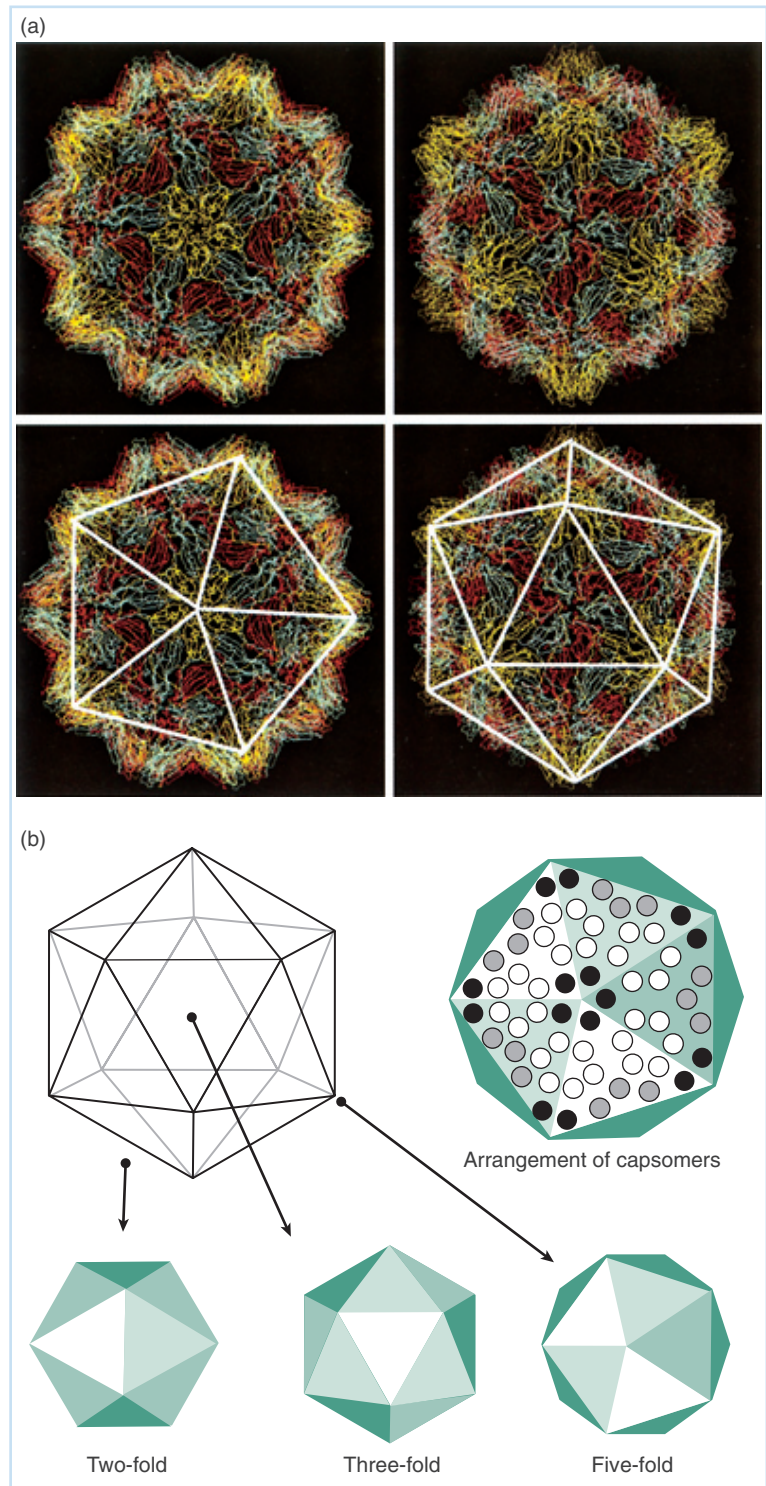 (a)
(b)
Arrangement of capsomers
Two-fold
Three-fold
Five-fold